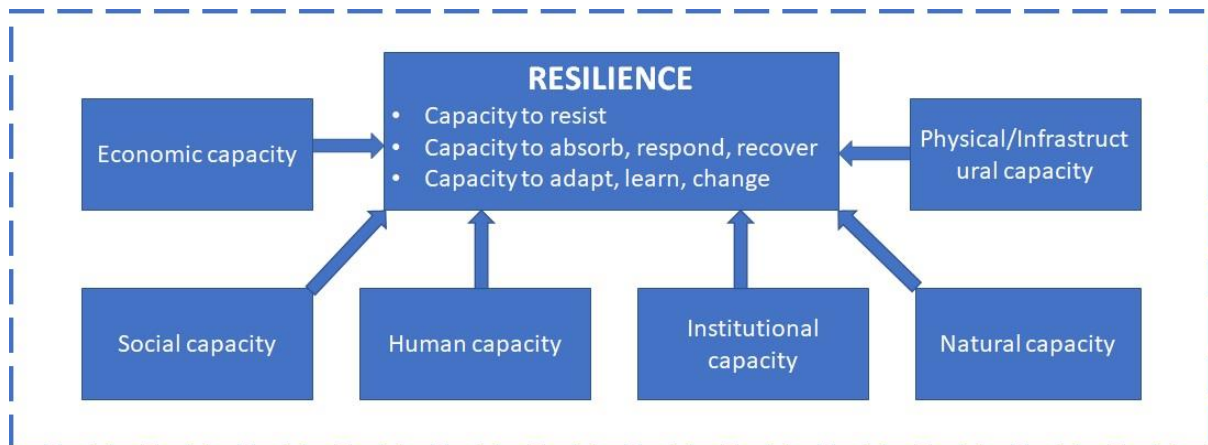 RESILIENCE
• Capacity to resist
• Capacity to absorb, respond, recover
• Capacity to adapt, learn, change
Economic capacity
Physical/Infrastruct
ural capacity
Social capacity
Human capacity
Institutional
capacity
Natural capacity